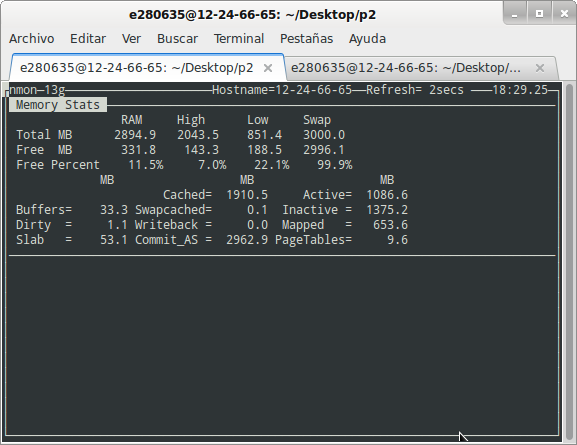 e280635@12-24-66-65: ~/Desktop/p2
Archivo Editar Ver Buscar Terminal Pestañas Ayuda
e280635@12-24-66-65: ~/Desktop/p2 × e280635@12-24-66-65: ~/Desktop/... ×
nmon—13g Hostname=12-24-66-65 Refresh= 2secs 18:29.25
Memory Stats
RAM High Low Swap
Total MB 2894.9 2043.5 851.4 3000.0
Free MB 331.8 143.3 188.5 2996.1
Free Percent 11.5% 7.0% 22.1% 99.9%
MB MB MB
Cached= 1910.5 Active= 1086.6
Buffers= 33.3 Swapcached= 0.1 Inactive = 1375.2
Dirty = 1.1 Writeback = 0.0 Mapped = 653.6
Slab = 53.1 Commit_AS = 2962.9 PageTables= 9.6